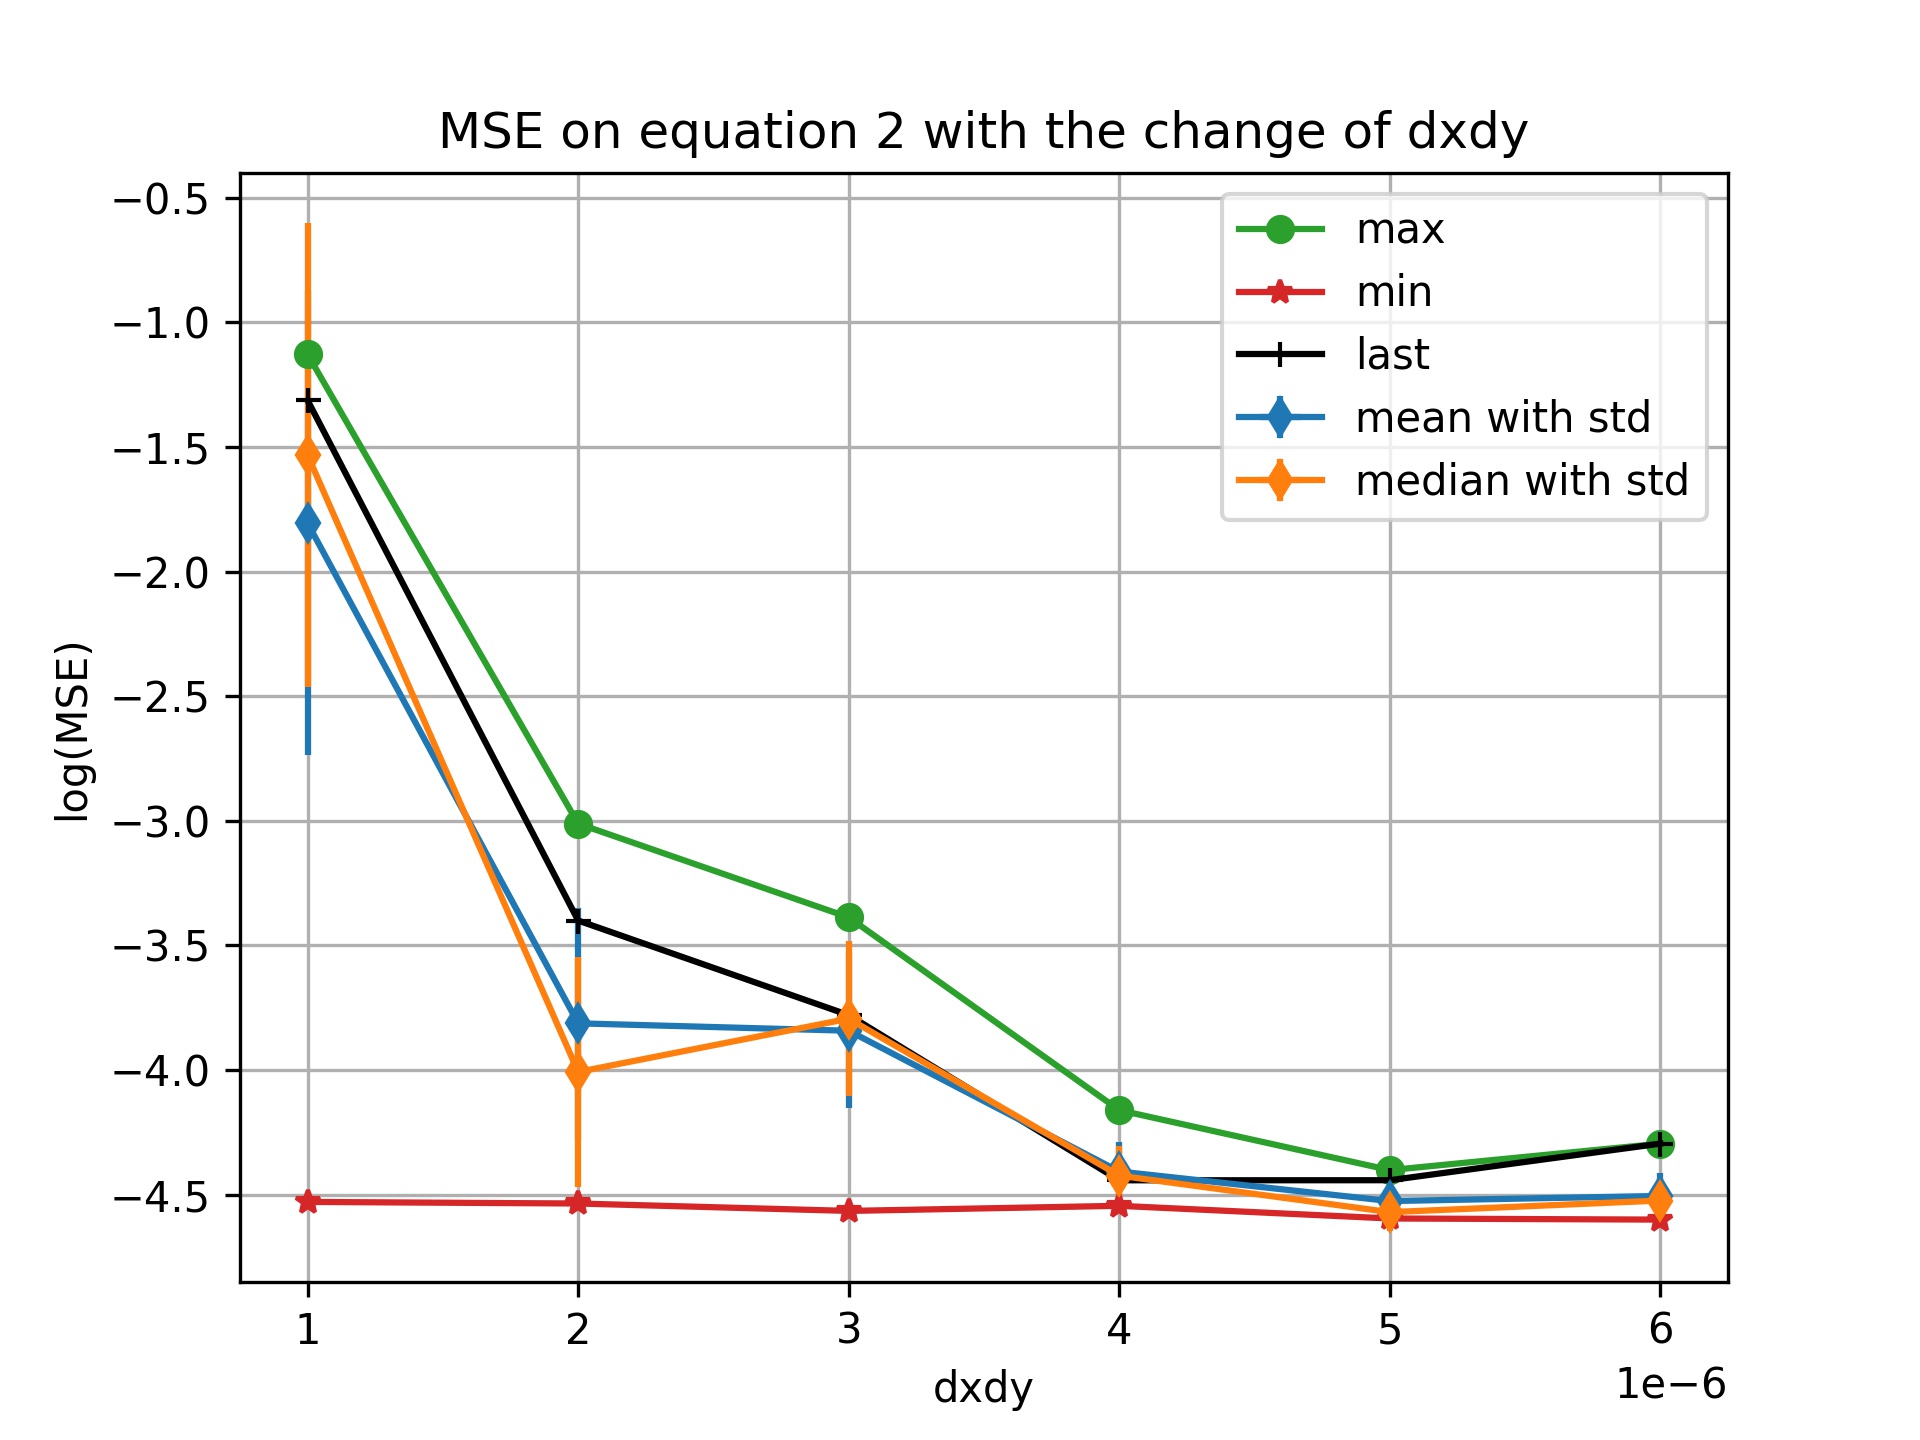 MSE on equation 2 with the change of dxdy
−0.5
−1.0
−1.5
−2.0
−2.5
−3.0
−3.5
−4.0
−4.5
log(MSE)
max
min
last
mean with std
median with std
1 2 3 4 5 6
1e−6
dxdy